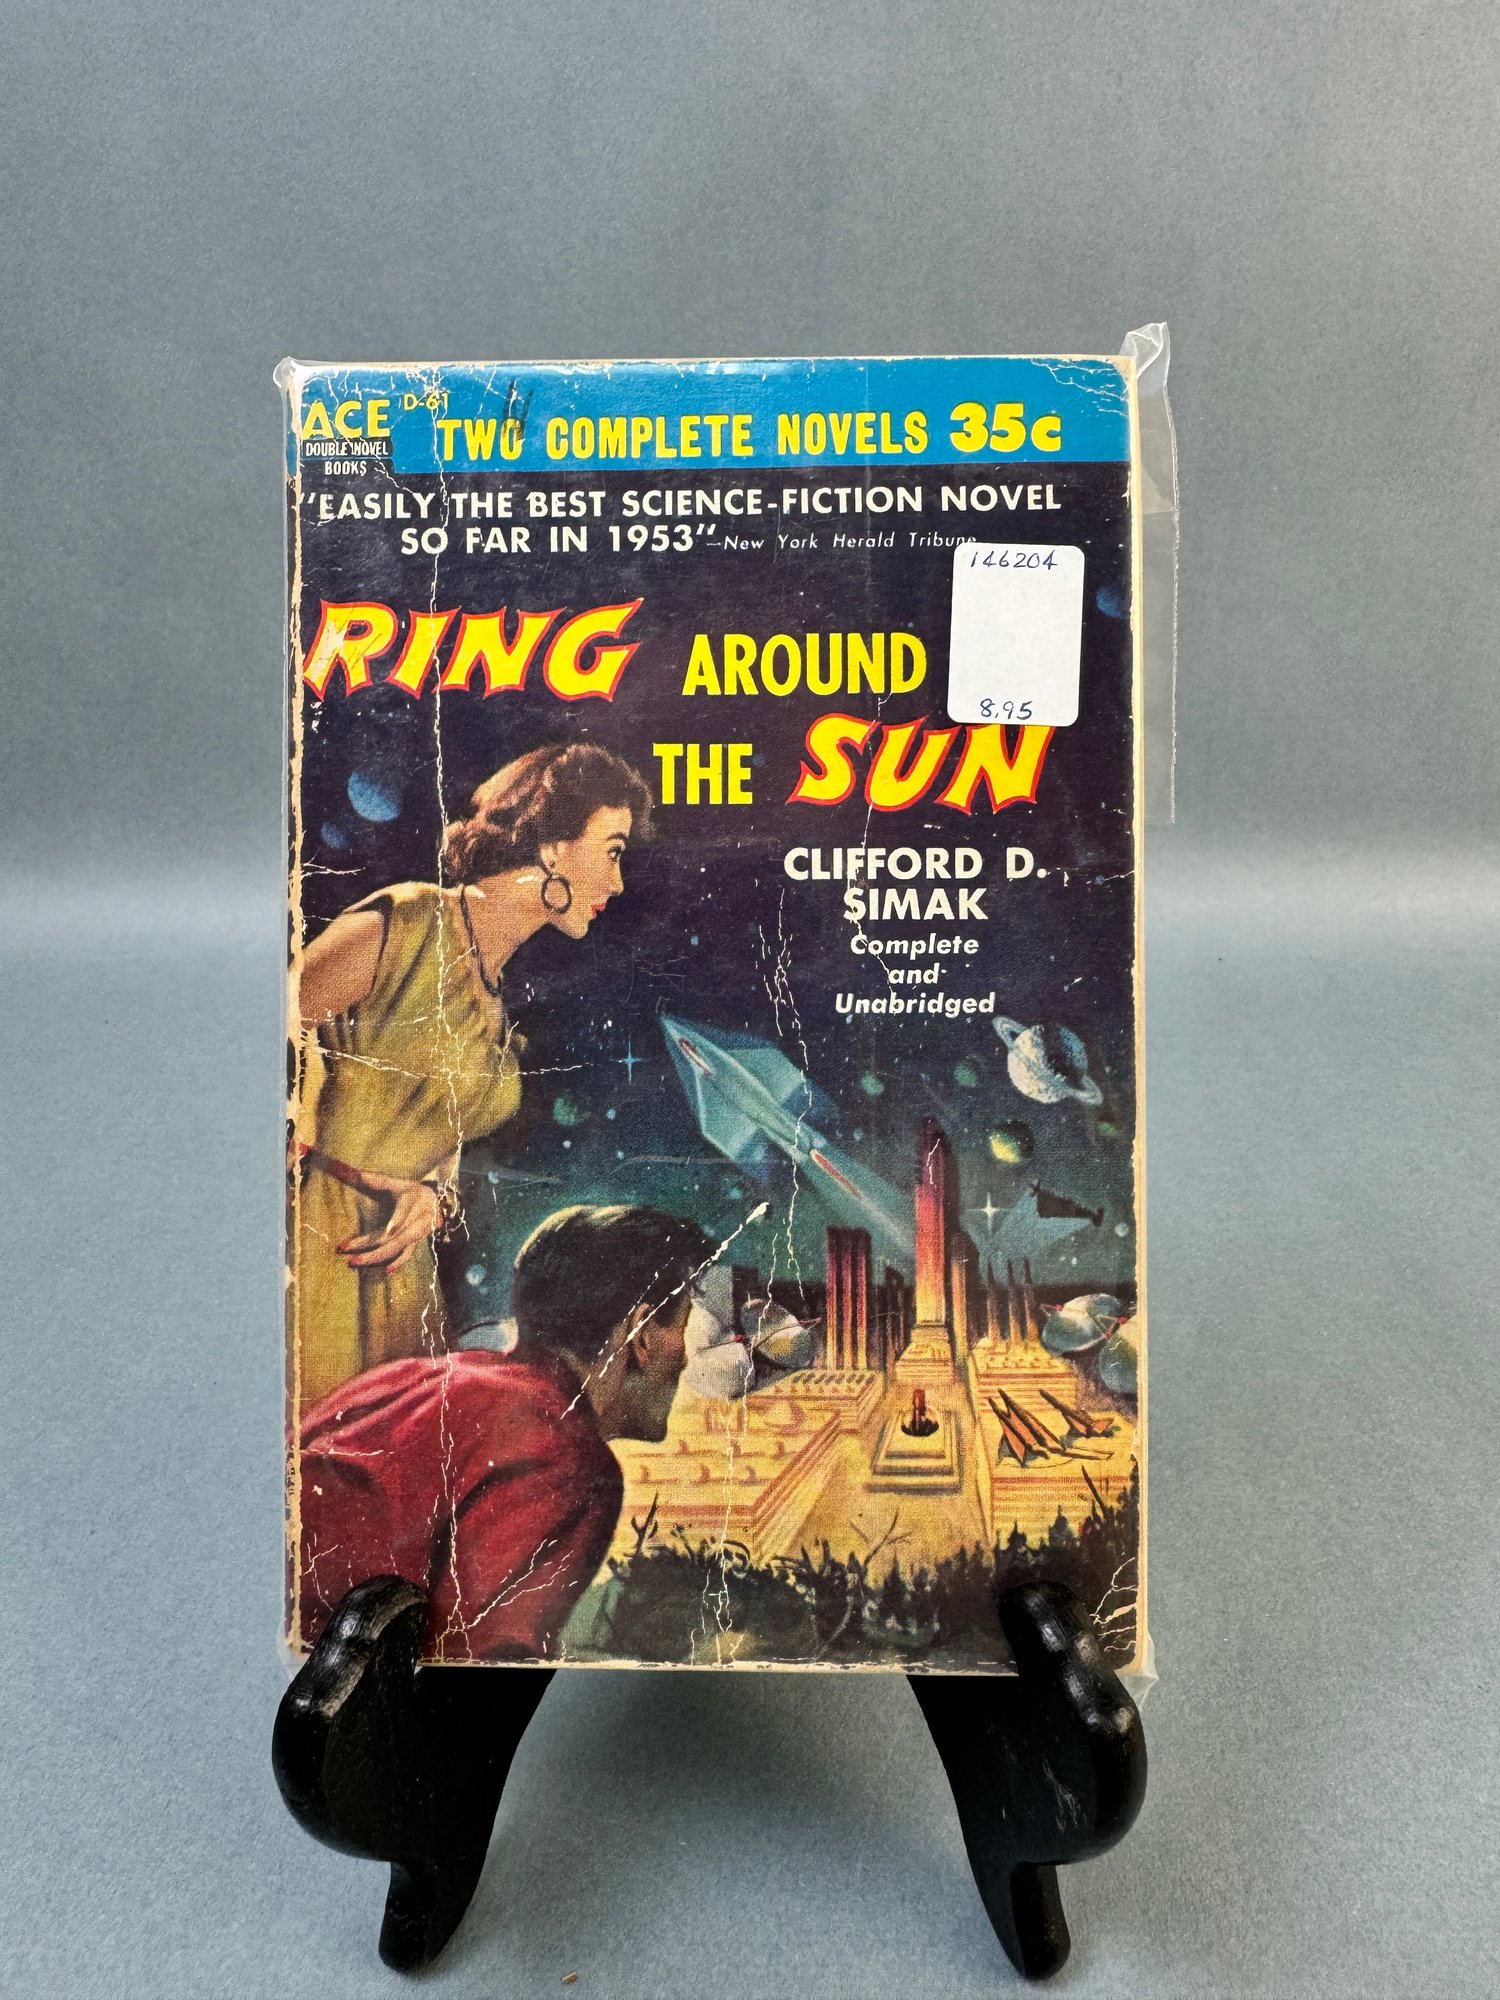 ACE
DOUBLE NOVEL
BOOKS
D-61
TWO COMPLETE NOVELS 35c
"EASILY THE BEST SCIENCE-FICTION NOVEL
SO FAR IN 1953"—New York Herald Tribune
146204
8.95
RING AROUND
THE SUN
CLIFFORD D.
SIMAK
Complete
and
Unabridged